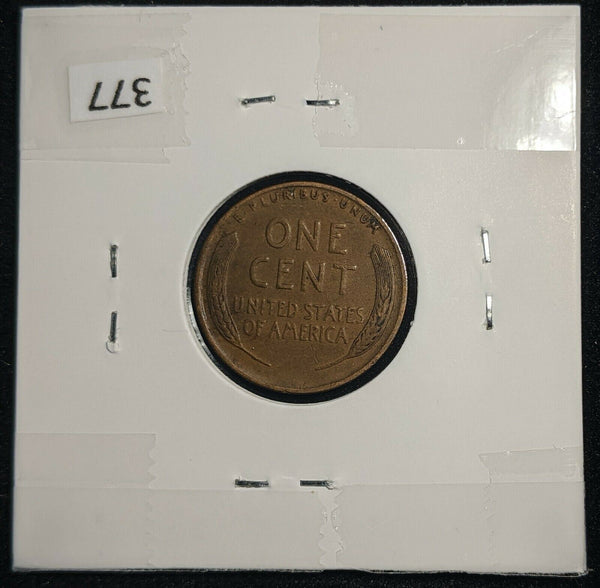 377
E·PLURIBUS·UNUM
ONE
CENT
UNITED STATES
OF AMERICA